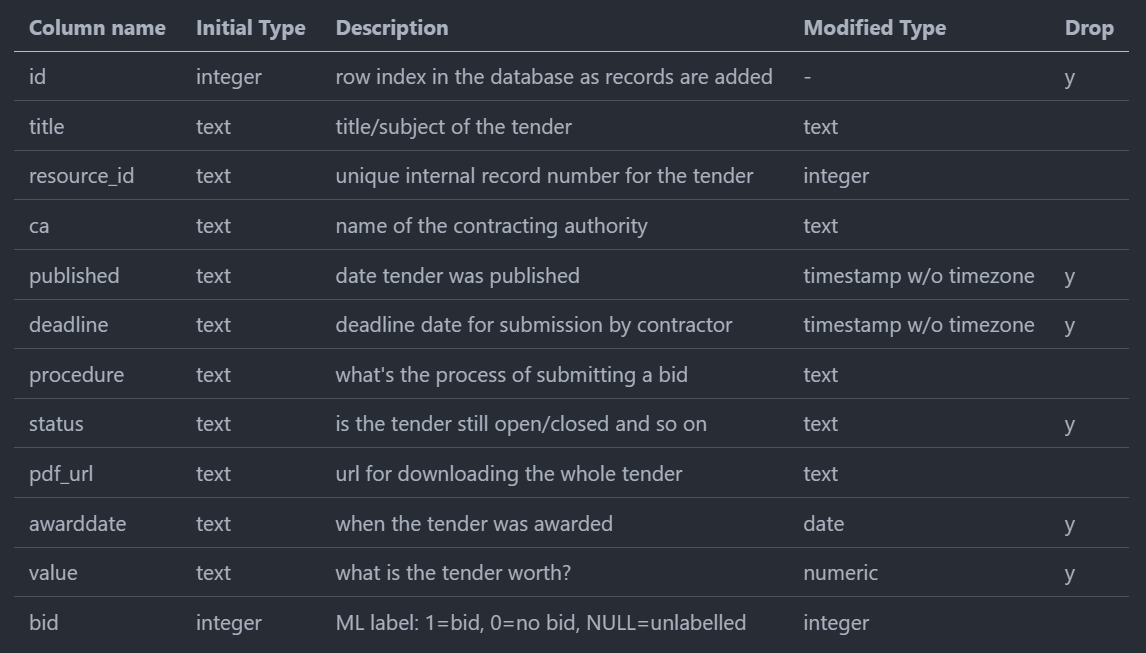 Column name Initial Type Description Modified Type Drop
id integer row index in the database as records are added - y
title text title/subject of the tender text
resource_id text unique internal record number for the tender integer
ca text name of the contracting authority text
published text date tender was published timestamp w/o timezone y
deadline text deadline date for submission by contractor timestamp w/o timezone y
procedure text what's the process of submitting a bid text
status text is the tender still open/closed and so on text y
pdf_url text url for downloading the whole tender text
awarddate text when the tender was awarded date y
value text what is the tender worth? numeric y
bid integer ML label: 1=bid, 0=no bid, NULL=unlabelled integer